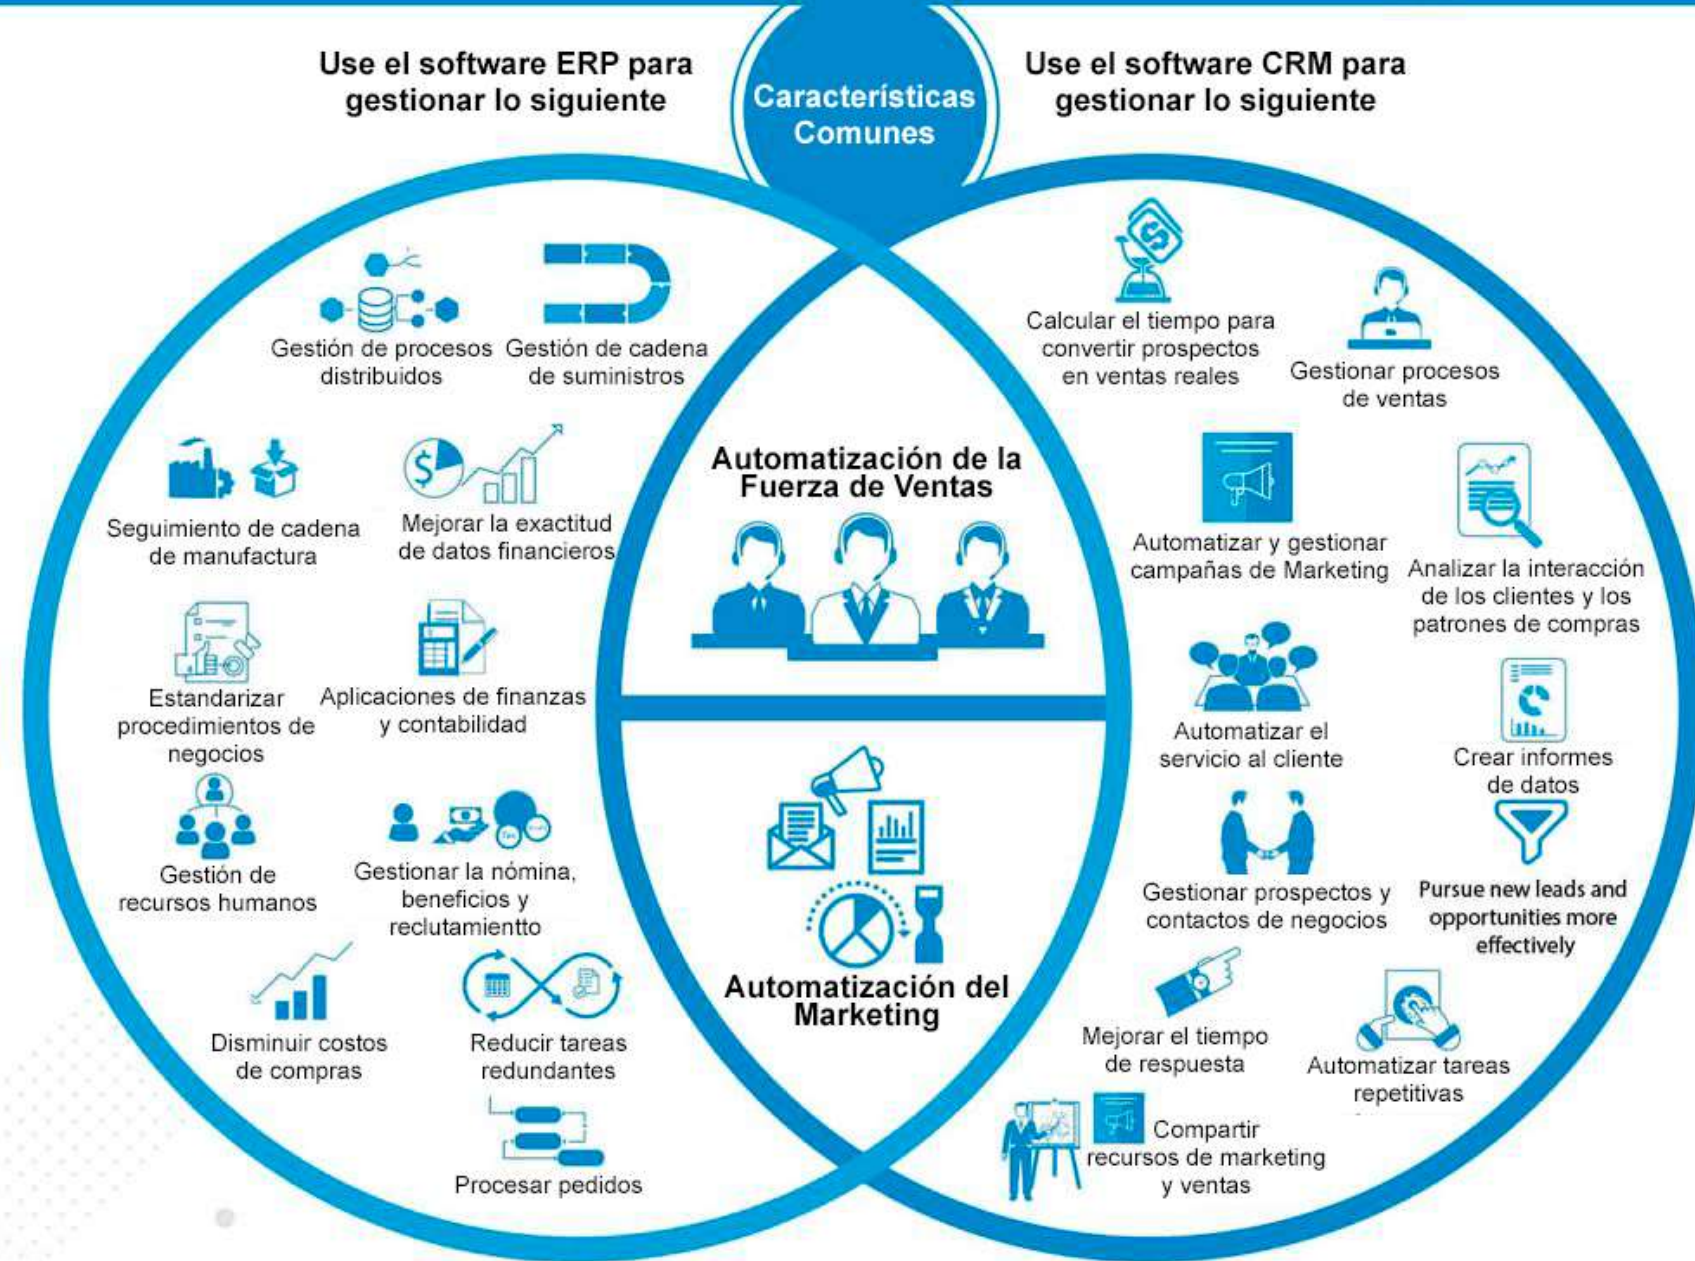 Use el software ERP para
gestionar lo siguiente
Características
Comunes
Use el software CRM para
gestionar lo siguiente
Gestión de procesos
distribuidos
Gestión de cadena
de suministros
Seguimiento de cadena
de manufactura
Mejorar la exactitud
de datos financieros
Estandarizar
procedimientos de
negocios
Aplicaciones de finanzas
y contabilidad
Gestión de
recursos humanos
Gestionar la nómina,
beneficios y
reclutamientto
Disminuir costos
de compras
Reducir tareas
redundantes
Procesar pedidos
Automatización de la
Fuerza de Ventas
Automatización del
Marketing
Calcular el tiempo para
convertir prospectos
en ventas reales
Gestionar procesos
de ventas
Automatizar y gestionar
campañas de Marketing
Analizar la interacción
de los clientes y los
patrones de compras
Automatizar el
servicio al cliente
Crear informes
de datos
Gestionar prospectos y
contactos de negocios
Pursue new leads and
opportunities more
effectively
Mejorar el tiempo
de respuesta
Automatizar tareas
repetitivas
Compartir
recursos de marketing
y ventas